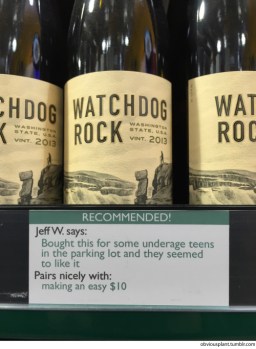 WATCHDOG
ROCK
WASHINGTON
STATE, U.S.A.
VINT. 2013
CHDOG
ROCK
WASHINGTON
STATE, U.S.A.
VINT. 2013
WAT
ROC
RECOMMENDED!
Jeff W. says:
Bought this for some underage teens
in the parking lot and they seemed
to like it
Pairs nicely with:
making an easy $10
obviousplant.tumblr.com